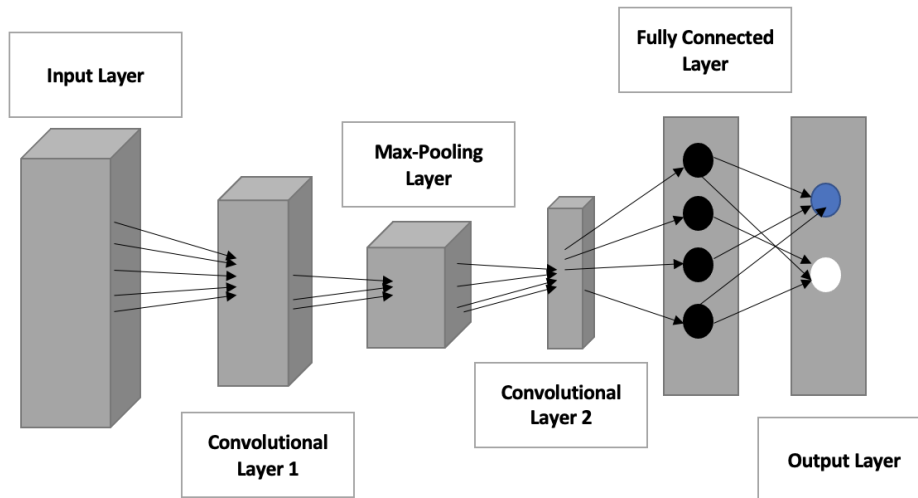 Input Layer
Convolutional
Layer 1
Max-Pooling
Layer
Convolutional
Layer 2
Fully Connected
Layer
Output Layer